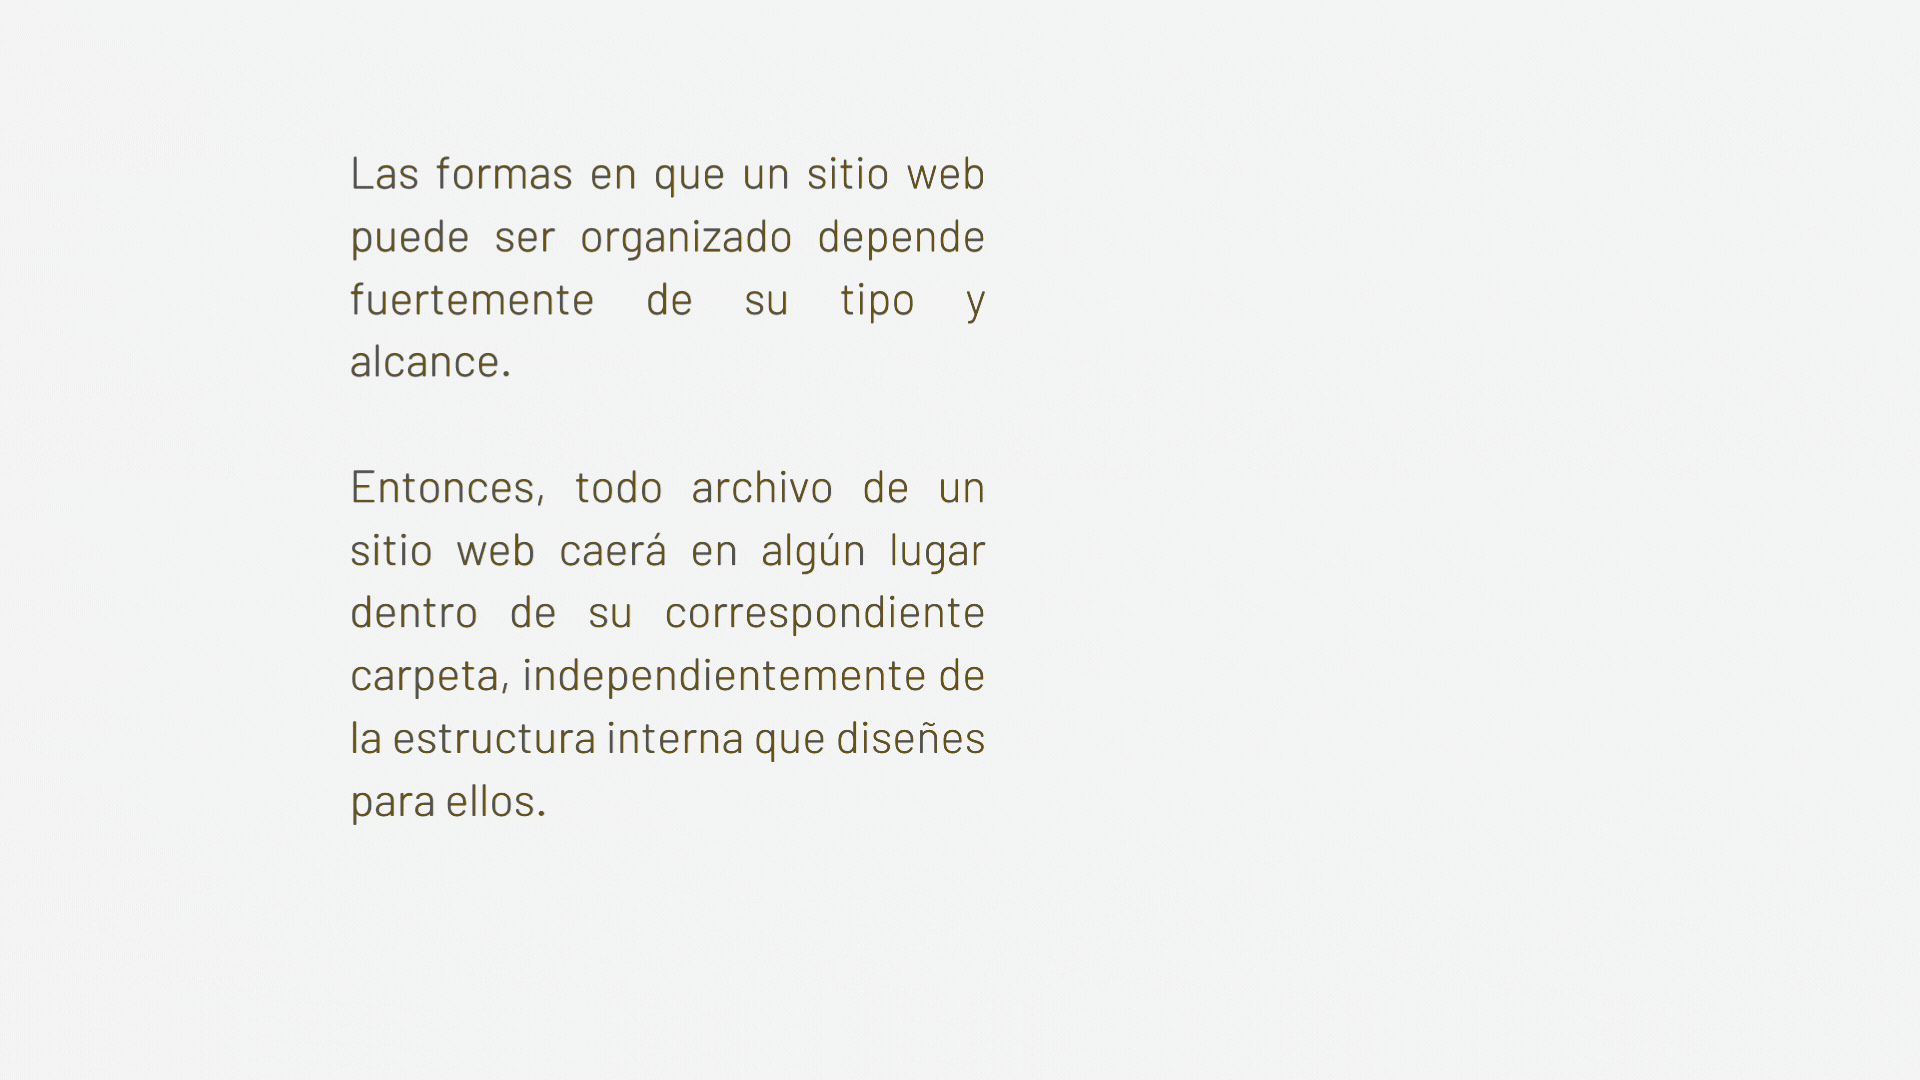 Las formas en que un sitio web
puede ser organizado depende
fuertemente de su tipo y
alcance.
Entonces, todo archivo de un
sitio web caerá en algún lugar
dentro de su correspondiente
carpeta, independientemente de
la estructura interna que diseñes
para ellos.